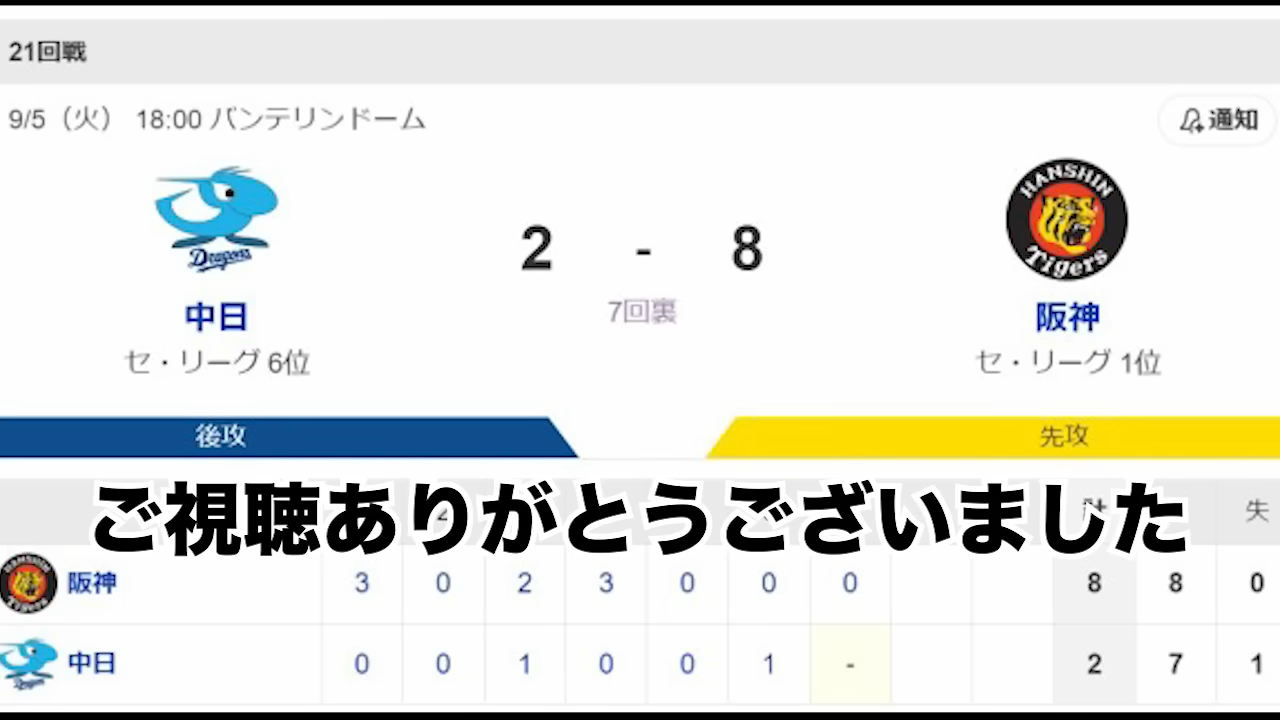 21回戦
9/5（火） 18:00 バンテリンドーム
通知
Dragons
HANSHIN
Tigers
2 - 8
7回裏
中日
阪神
セ・リーグ 6位
セ・リーグ 1位
後攻
先攻
ご視聴ありがとうございました
計 失
阪神 3 0 2 3 0 0 0 8 8 0
中日 0 0 1 0 0 1 - 2 7 1